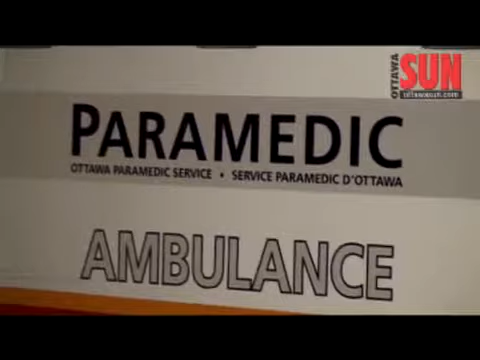 OTTAWA
SUN
ottawasun.com
PARAMEDIC
OTTAWA PARAMEDIC SERVICE • SERVICE PARAMEDIC D'OTTAWA
AMBULANCE